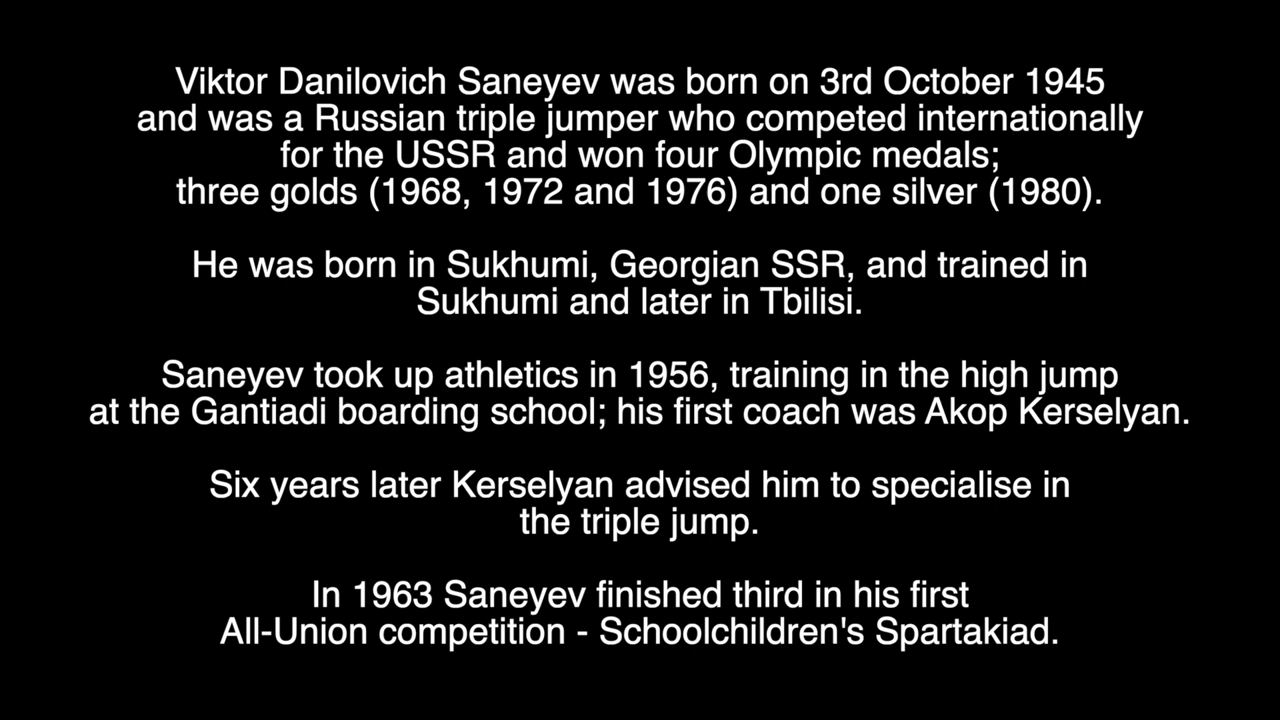 Viktor Danilovich Saneyev was born on 3rd October 1945
and was a Russian triple jumper who competed internationally
for the USSR and won four Olympic medals;
three golds (1968, 1972 and 1976) and one silver (1980).
He was born in Sukhumi, Georgian SSR, and trained in
Sukhumi and later in Tbilisi.
Saneyev took up athletics in 1956, training in the high jump
at the Gantiadi boarding school; his first coach was Akop Kerselyan.
Six years later Kerselyan advised him to specialise in
the triple jump.
In 1963 Saneyev finished third in his first
All-Union competition - Schoolchildren's Spartakiad.